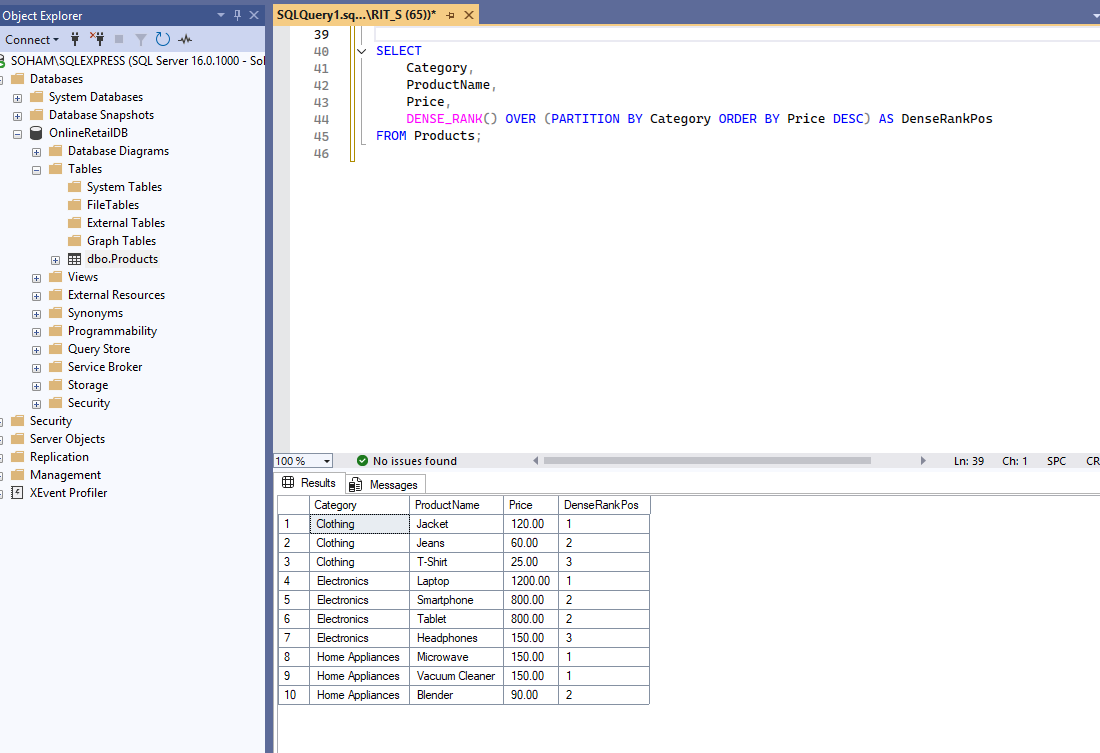 Object Explorer
Connect
SOHAM\SQLEXPRESS (SQL Server 16.0.1000 - Sol
Databases
System Databases
Database Snapshots
OnlineRetailDB
Database Diagrams
Tables
System Tables
FileTables
External Tables
Graph Tables
dbo.Products
Views
External Resources
Synonyms
Programmability
Query Store
Service Broker
Storage
Security
Security
Server Objects
Replication
Management
XEvent Profiler
SQLQuery1.sq...\RIT_S (65))*
39
40 SELECT
41 Category,
42 ProductName,
43 Price,
44 DENSE_RANK() OVER (PARTITION BY Category ORDER BY Price DESC) AS DenseRankPos
45 FROM Products;
46
100 % No issues found Ln: 39 Ch: 1 SPC CR
Results Messages
Category ProductName Price DenseRankPos
1 Clothing Jacket 120.00 1
2 Clothing Jeans 60.00 2
3 Clothing T-Shirt 25.00 3
4 Electronics Laptop 1200.00 1
5 Electronics Smartphone 800.00 2
6 Electronics Tablet 800.00 2
7 Electronics Headphones 150.00 3
8 Home Appliances Microwave 150.00 1
9 Home Appliances Vacuum Cleaner 150.00 1
10 Home Appliances Blender 90.00 2